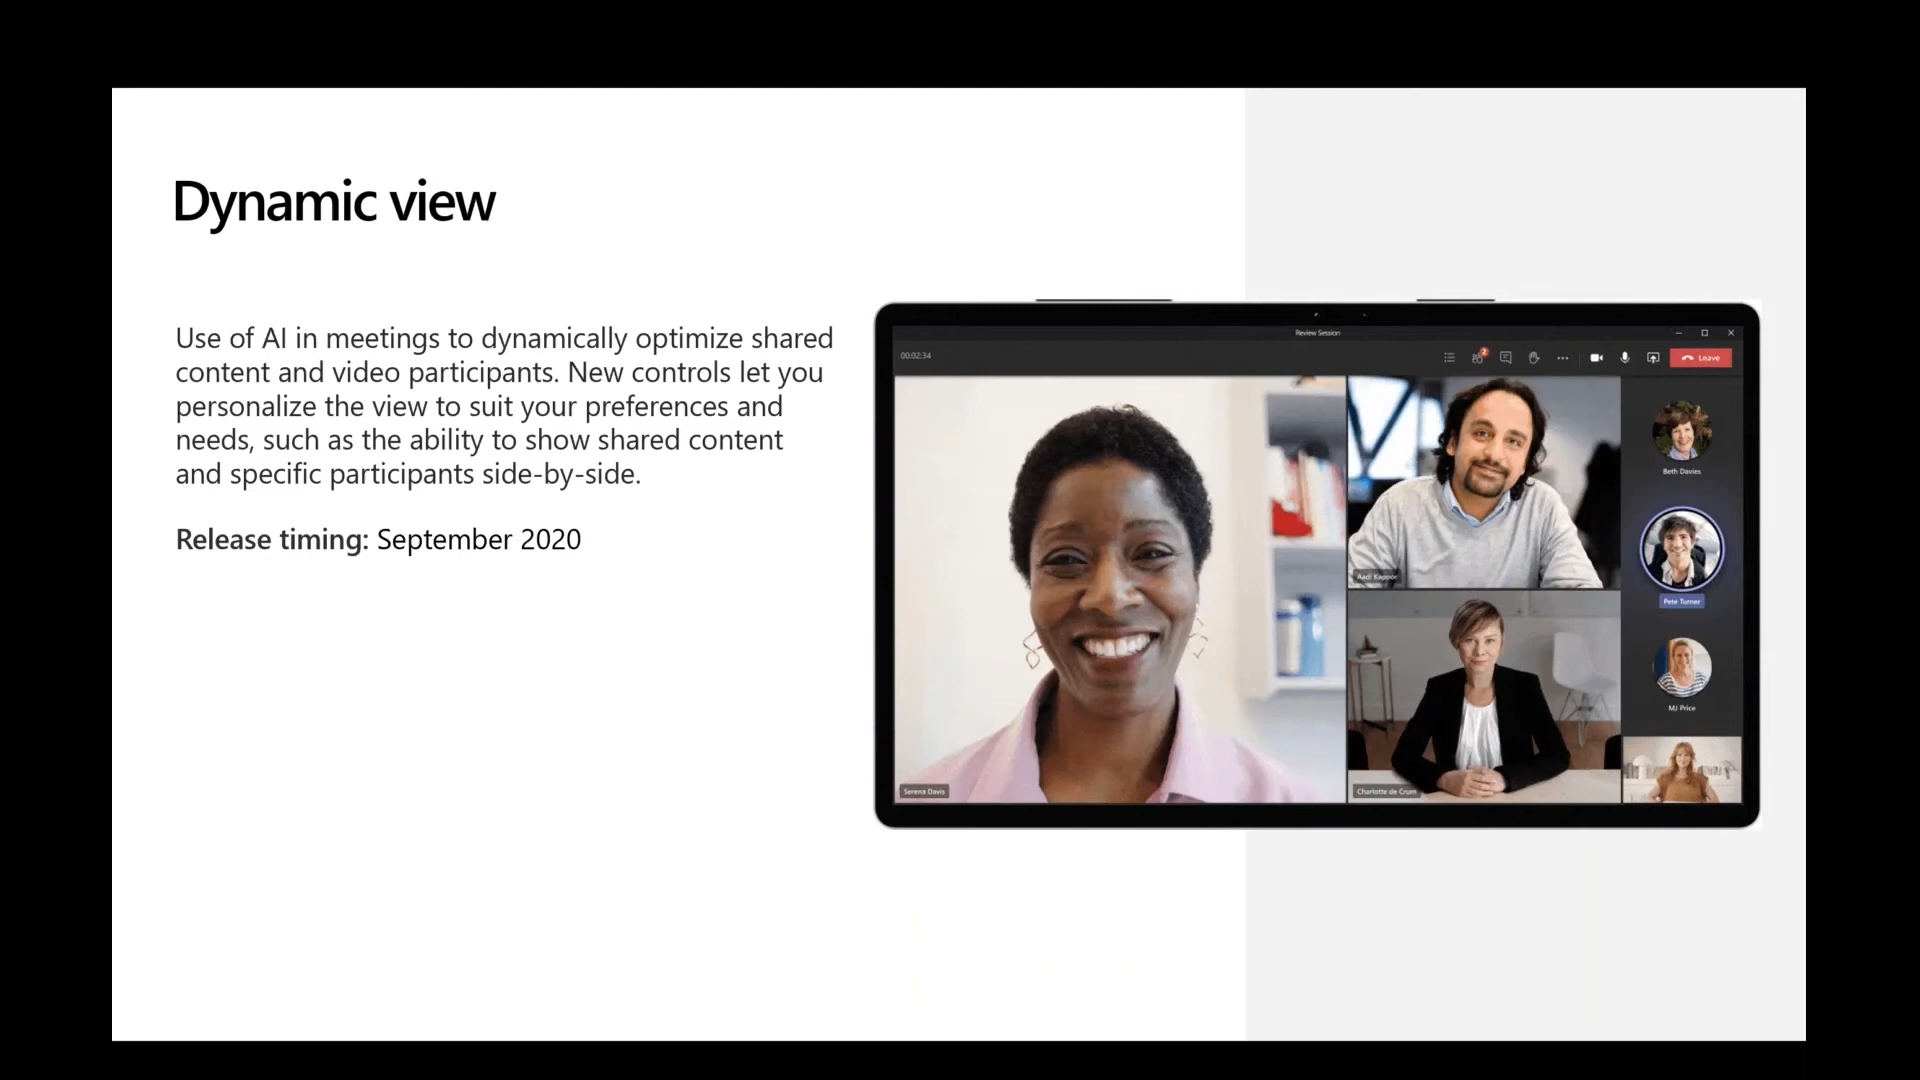 Dynamic view
Use of AI in meetings to dynamically optimize shared
content and video participants. New controls let you
personalize the view to suit your preferences and
needs, such as the ability to show shared content
and specific participants side-by-side.
Release timing: September 2020
Review Session
00:02:34
2
Leave
Beth Davies
Aadi Kapoor
Pete Turner
MJ Price
Serena Davis
Charlotte de Crum